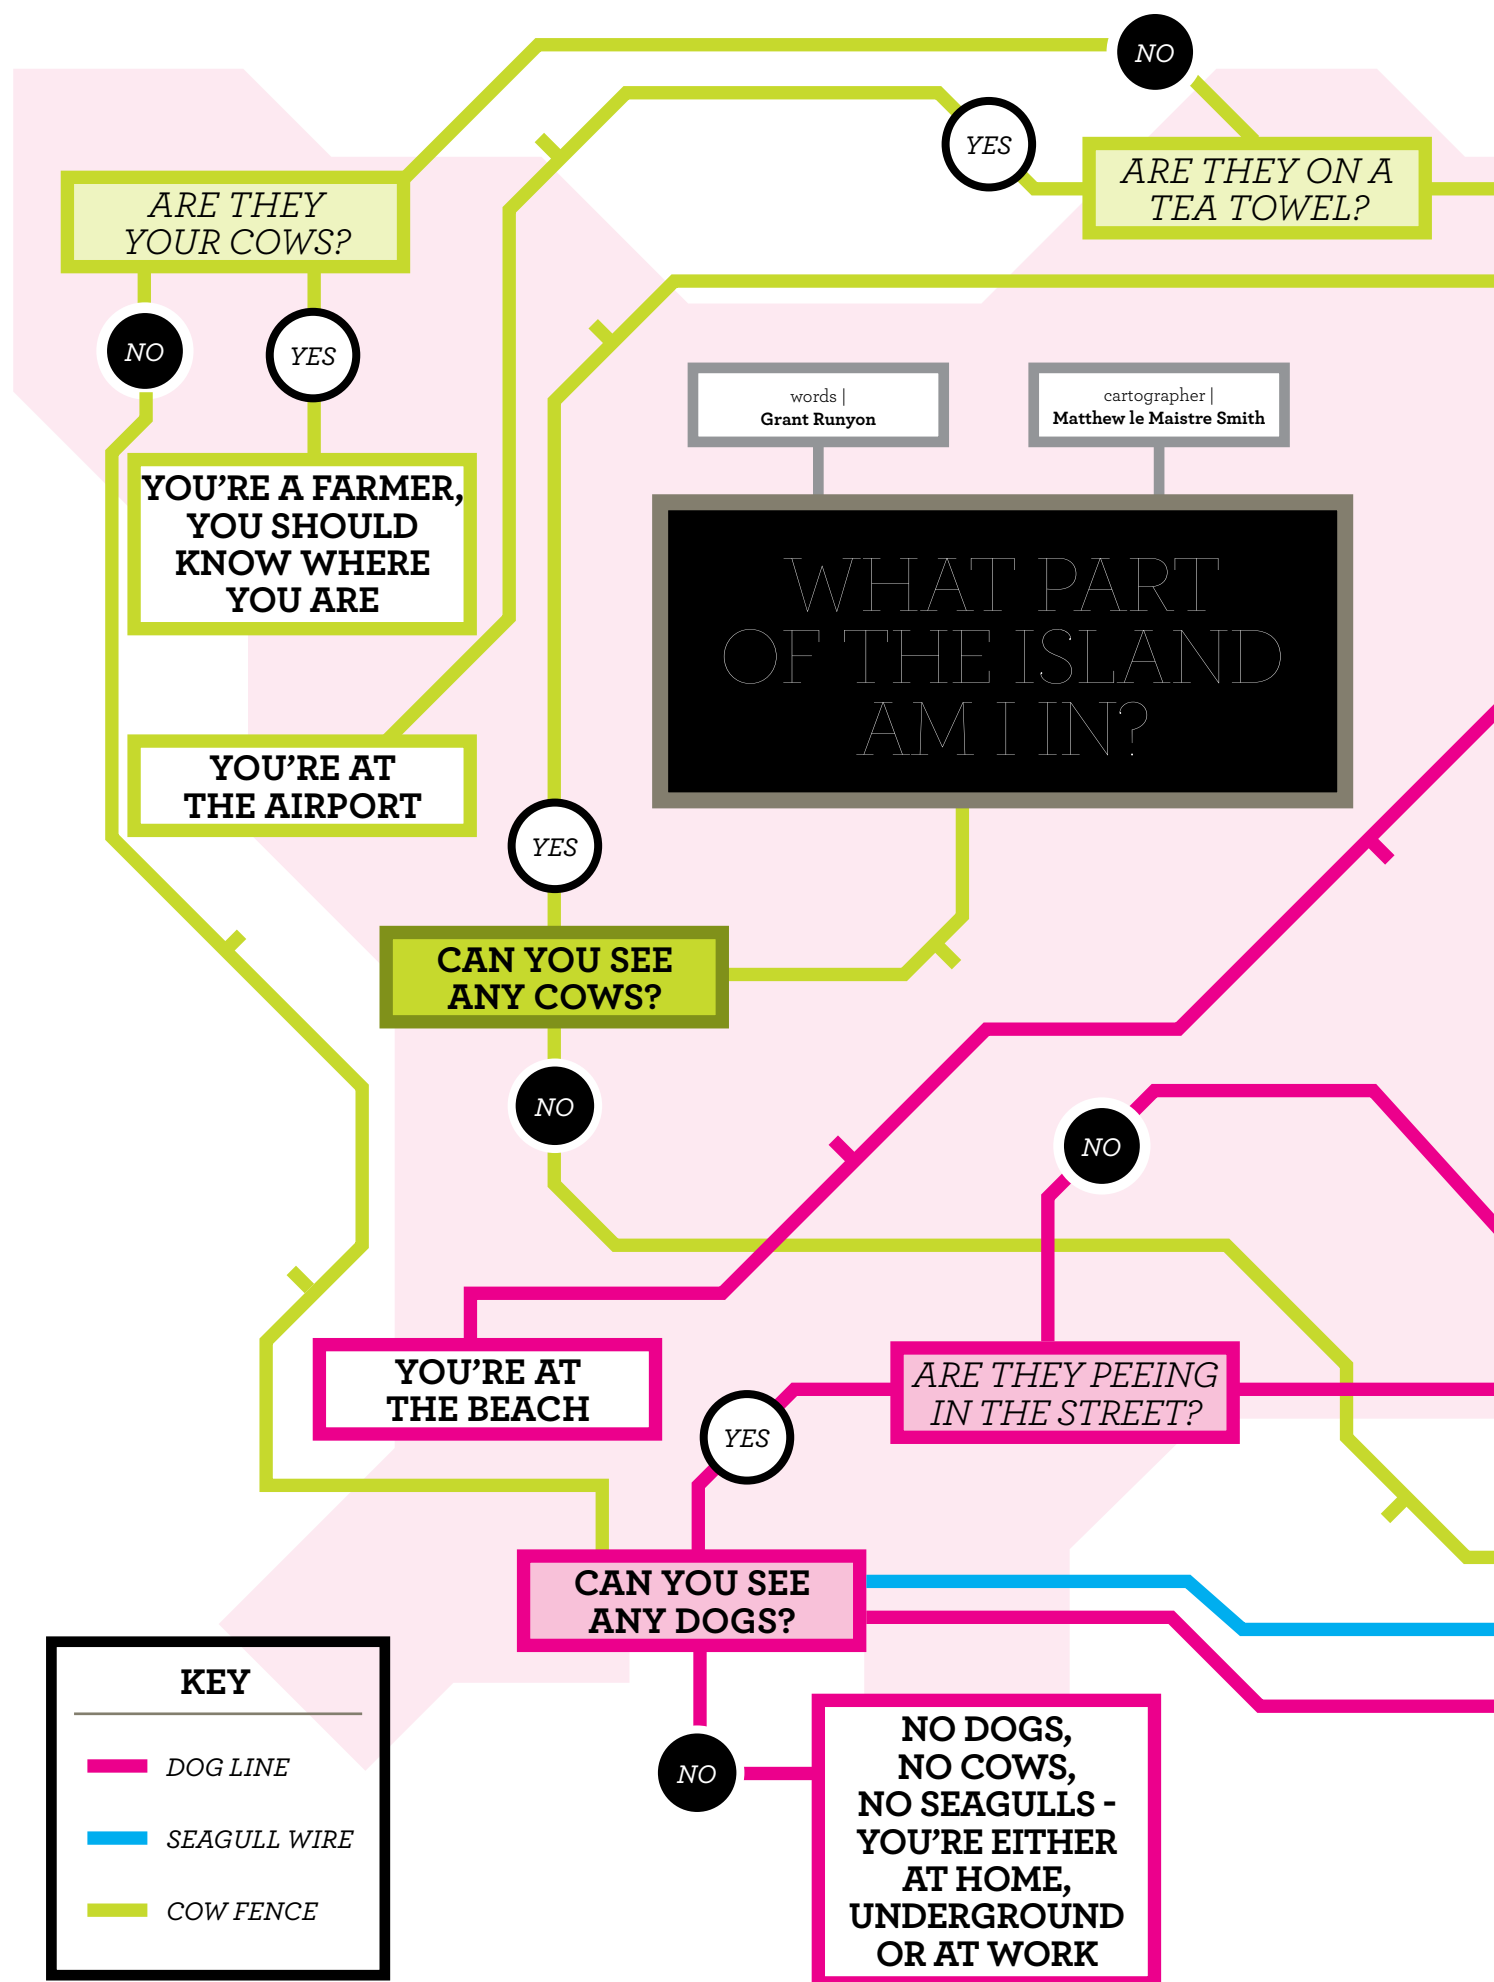 NO
YES
ARE THEY ON A
TEA TOWEL?
ARE THEY
YOUR COWS?
NO
YES
words |
Grant Runyon
cartographer |
Matthew le Maistre Smith
YOU'RE A FARMER,
YOU SHOULD
KNOW WHERE
YOU ARE
WHAT PART
OF THE ISLAND
AM I IN?
YOU'RE AT
THE AIRPORT
YES
CAN YOU SEE
ANY COWS?
NO
NO
YOU'RE AT
THE BEACH
ARE THEY PEEING
IN THE STREET?
YES
CAN YOU SEE
ANY DOGS?
NO
NO DOGS,
NO COWS,
NO SEAGULLS -
YOU'RE EITHER
AT HOME,
UNDERGROUND
OR AT WORK
KEY
DOG LINE
SEAGULL WIRE
COW FENCE